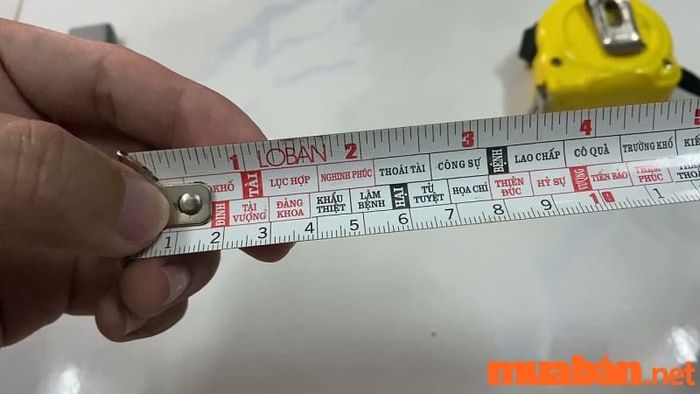 1 LOBAN 2 3 4 5
KHỔ TÀI LỤC HỢP NGHINH PHÚC THOÁI TÀI CÔNG SỰ BỆNH LAO CHẤP CÔ QUẢ TRƯỜNG KHỐ
ĐINH TÀI VƯỢNG ĐĂNG KHOA KHẨU THIỆT LÂM BỆNH HẠI TỬ TUYỆT HỌA CHÍ THIÊN ĐỨC HỶ SỰ VƯỢNG TIẾN BẢO THÊM PHÚC
1 2 3 4 5 6 7 8 9 10 1
muabán.net